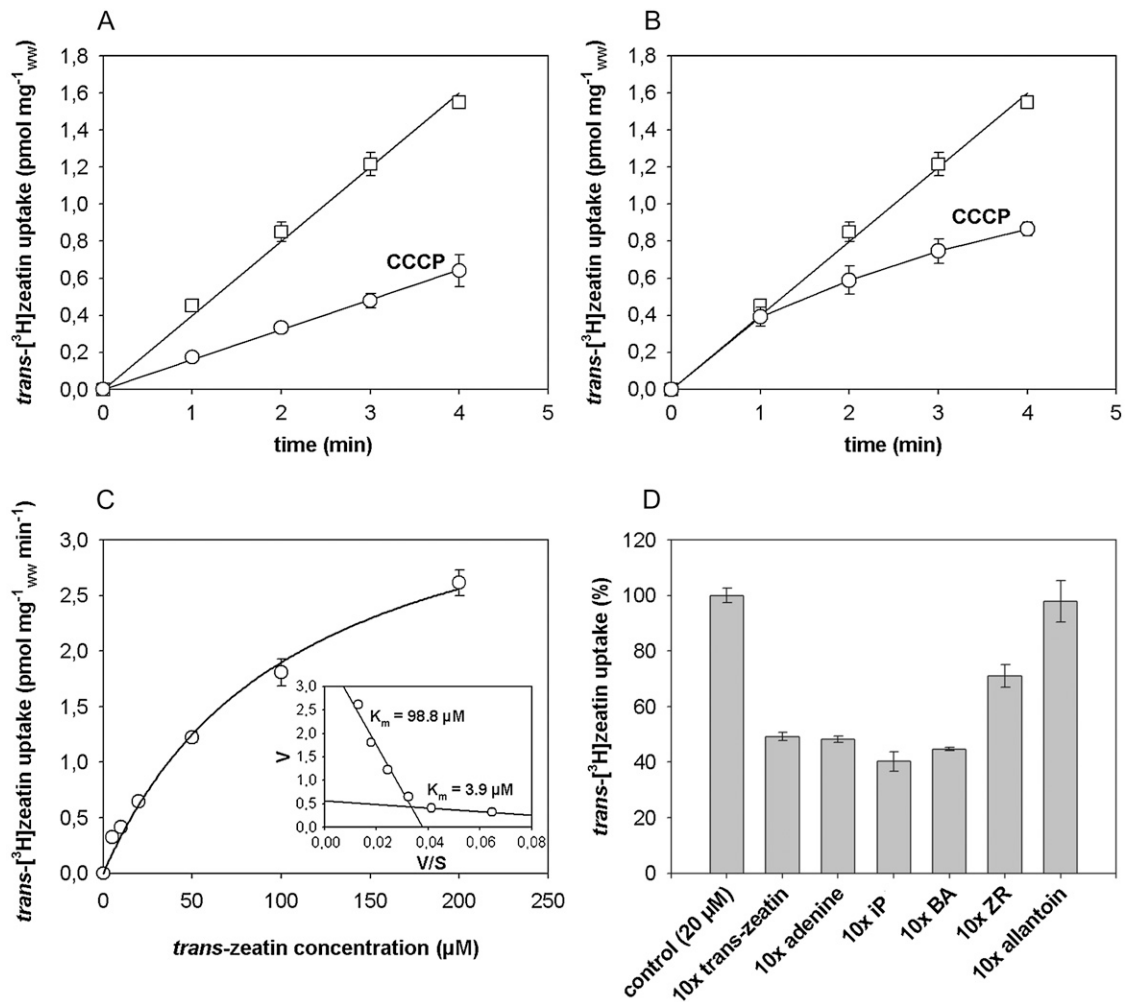 A
trans-[³H]zeatin uptake (pmol mg⁻¹ww)
1,8
1,6
1,4
1,2
1,0
0,8
0,6
0,4
0,2
0,0
CCCP
0 1 2 3 4 5
time (min)
B
trans-[³H]zeatin uptake (pmol mg⁻¹ww)
1,8
1,6
1,4
1,2
1,0
0,8
0,6
0,4
0,2
0,0
CCCP
0 1 2 3 4 5
time (min)
C
trans-[³H]zeatin uptake (pmol mg⁻¹ww min⁻¹)
3,0
2,5
2,0
1,5
1,0
0,5
0,0
0 50 100 150 200 250
trans-zeatin concentration (µM)
V
3,0
2,5
2,0
1,5
1,0
0,5
0,0
Km = 98.8 µM
Km = 3.9 µM
0,00 0,02 0,04 0,06 0,08
V/S
D
trans-[³H]zeatin uptake (%)
120
100
80
60
40
20
0
control (20 µM)
10x trans-zeatin
10x adenine
10x iP
10x BA
10x ZR
10x allantoin